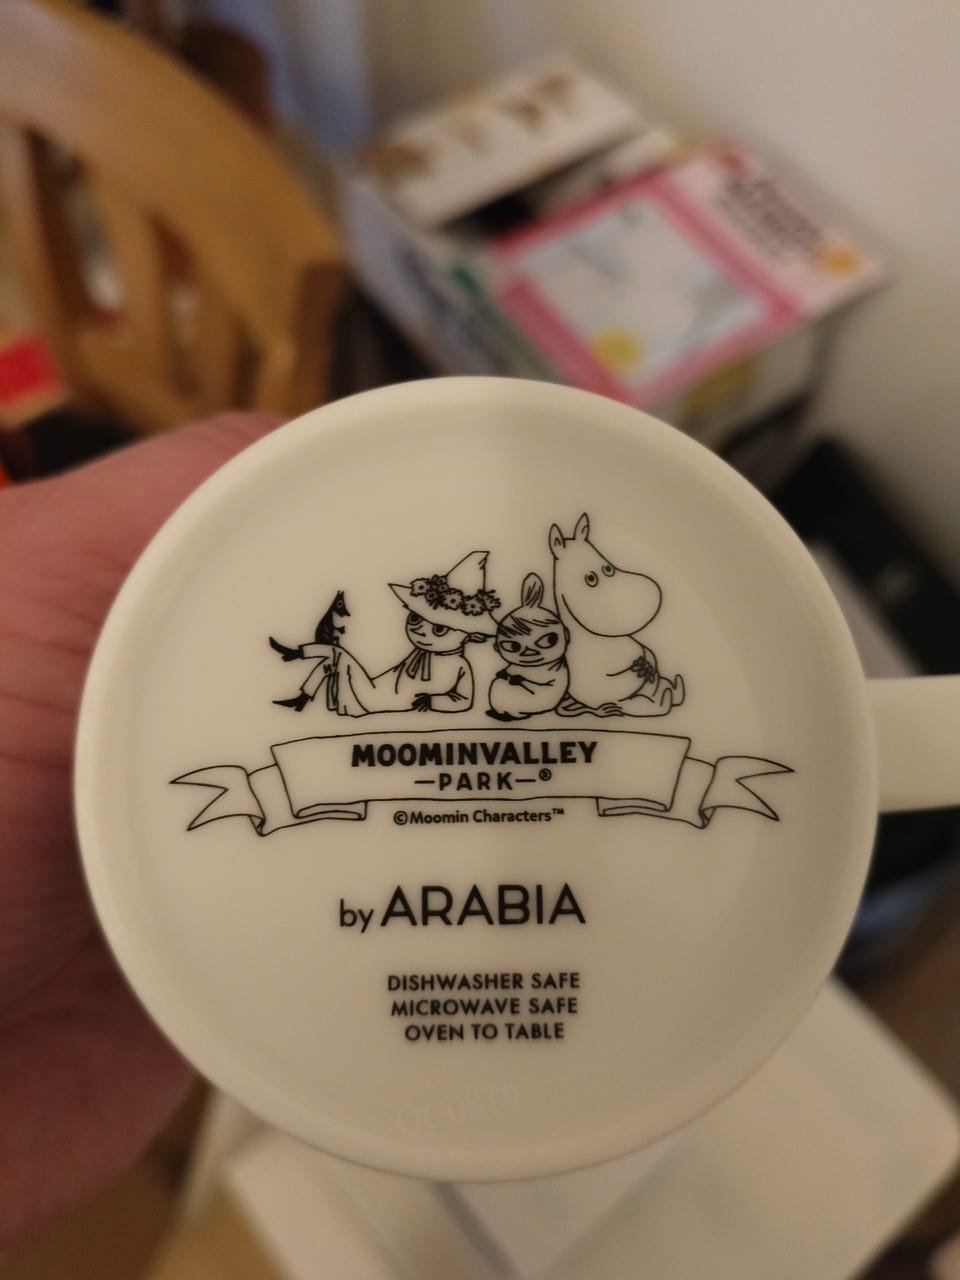 MOOMINVALLEY
—PARK—®
©Moomin Characters™
by ARABIA
DISHWASHER SAFE
MICROWAVE SAFE
OVEN TO TABLE